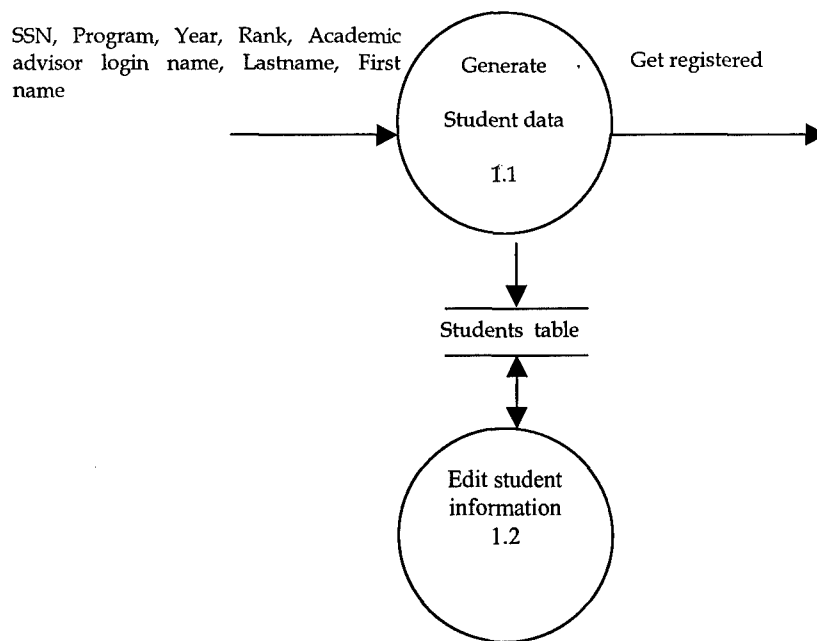 SSN, Program, Year, Rank, Academic
advisor login name, Lastname, First
name
Generate
Student data
1.1
Get registered
Students table
Edit student
information
1.2